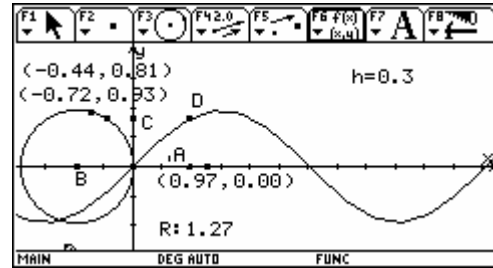 F1 F2 F3 F4 2.0 F5 F6 f(x) F7 A F8
(x,y)
y
(-0.44,0.81)
h=0.3
(-0.72,0.93)
D
C
A
x
B
(0.97,0.00)
R:1.27
MAIN DEG AUTO FUNC